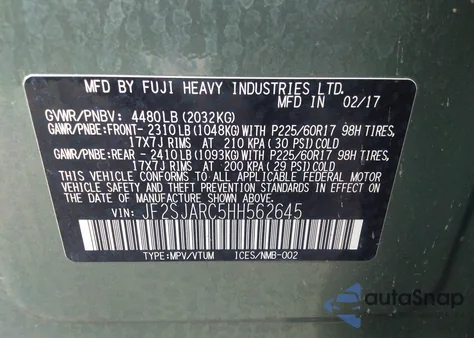 MFD BY FUJI HEAVY INDUSTRIES LTD.
IN JAPAN 02/17
GVWR/PNBV: 4480LB(2032KG)
GAWR/PNBE:FRONT- 2310LB(1048KG)WITH P225/60R17 98H TIRES,
17X7J RIMS AT 210 KPA(30 PSI)COLD
GAWR/PNBE:REAR -2410LB(1093KG)WITH P225/60R17 98H TIRES,
17X7J RIMS AT 200 KPA(29 PSI)COLD
THIS VEHICLE CONFORMS TO ALL APPLICABLE FEDERAL MOTOR
VEHICLE SAFETY, BUMPER, AND THEFT PREVENTION STANDARDS IN
EFFECT ON THE DATE OF MANUFACTURE SHOWN ABOVE.
VIN: JF2SJARC5HH562645
TYPE:MPV/VTUM ICES/NMB-002
autoSnap